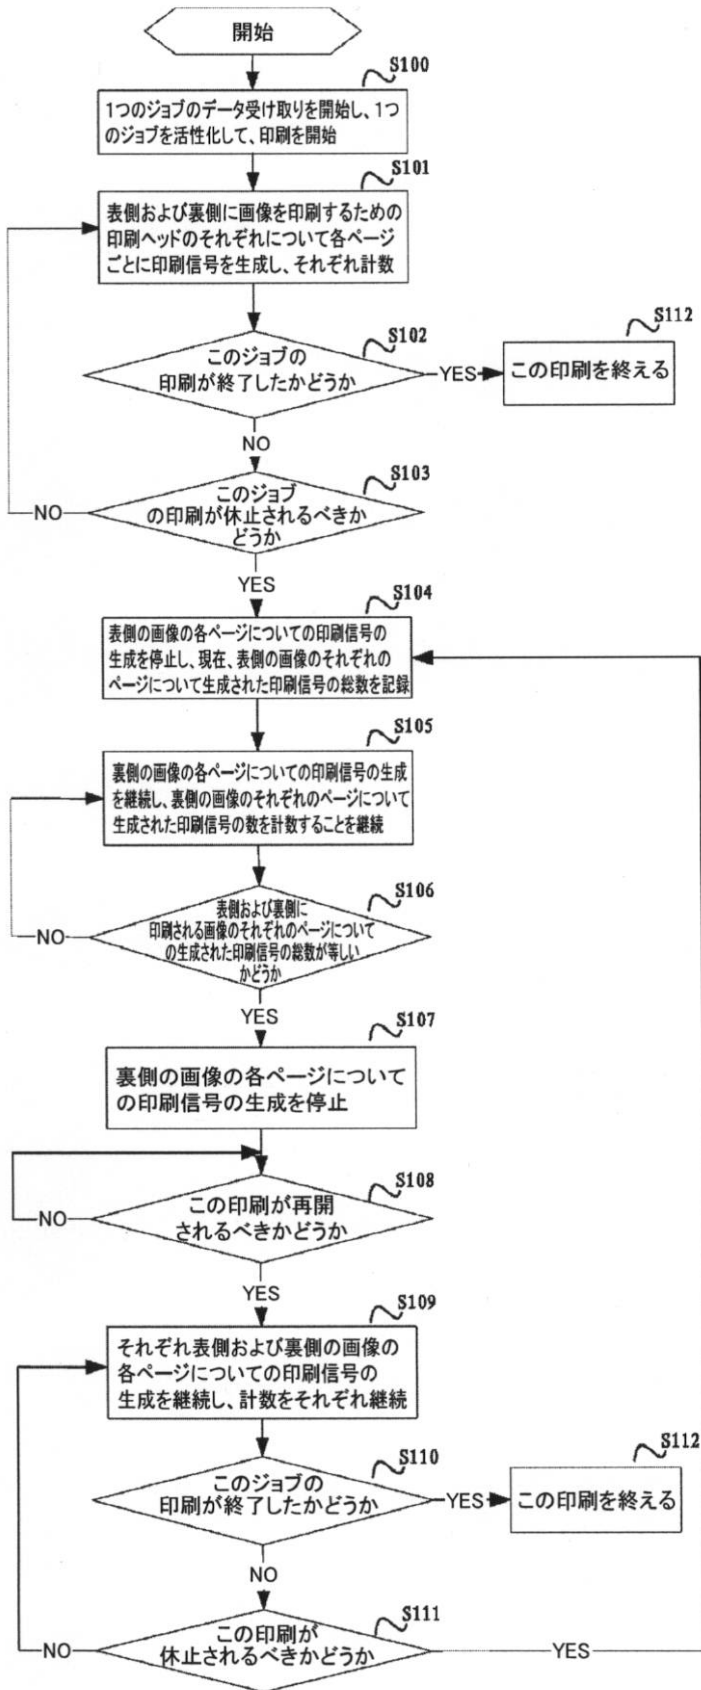 開始
S100
1つのジョブのデータ受け取りを開始し、1つ
のジョブを活性化して、印刷を開始
S101
表側および裏側に画像を印刷するための
印刷ヘッドのそれぞれについて各ページ
ごとに印刷信号を生成し、それぞれ計数
S102
このジョブの
印刷が終了したかどうか
YES
S112
この印刷を終える
NO
S103
このジョブ
の印刷が休止されるべきか
どうか
NO
YES
S104
表側の画像の各ページについての印刷信号の
生成を停止し、現在、表側の画像のそれぞれの
ページについて生成された印刷信号の総数を記録
S105
裏側の画像の各ページについての印刷信号の生成
を継続し、裏側の画像のそれぞれのページについて
生成された印刷信号の数を計数することを継続
S106
表側および裏側に
印刷される画像のそれぞれのページについて
の生成された印刷信号の総数が等しい
かどうか
NO
YES
S107
裏側の画像の各ページについて
の印刷信号の生成を停止
S108
この印刷が再開
されるべきかどうか
NO
YES
S109
それぞれ表側および裏側の画像の
各ページについての印刷信号の
生成を継続し、計数をそれぞれ継続
S110
このジョブの
印刷が終了したかどうか
YES
S112
この印刷を終える
NO
S111
この印刷が
休止されるべきかどうか
NO
YES